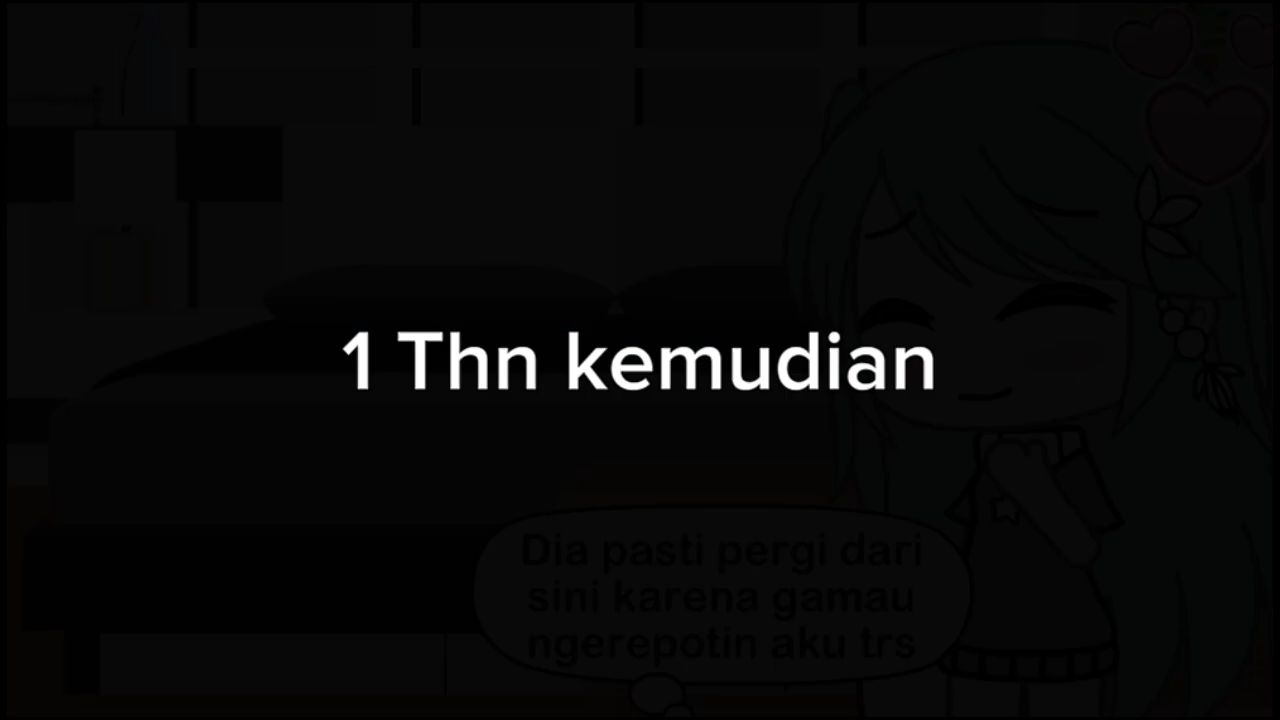 1 Thn kemudian
Dia pasti pergi dari
sini karena gamau
ngerepotin aku trs